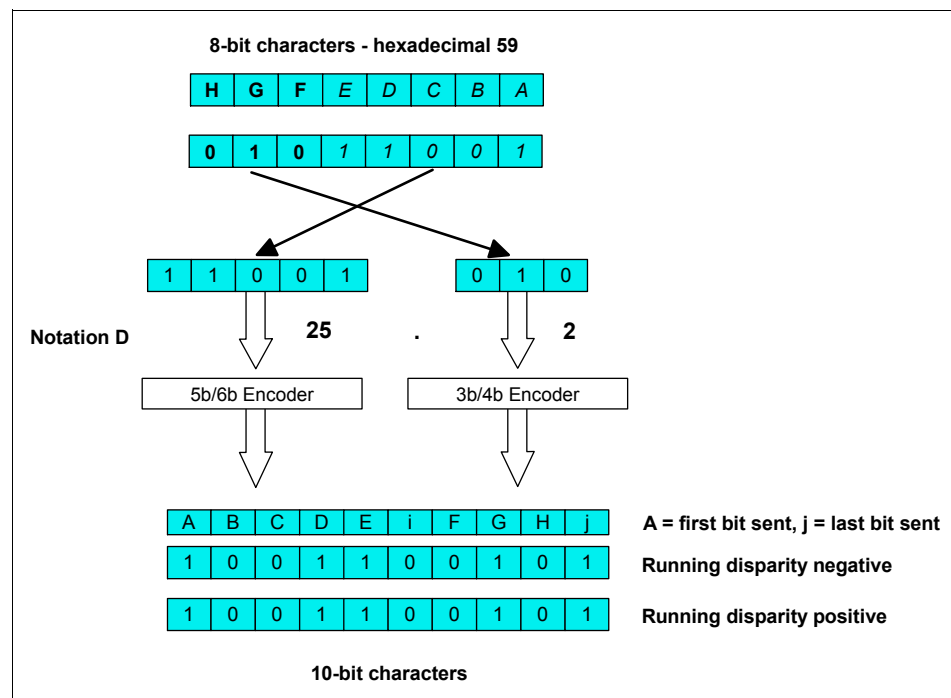 8-bit characters - hexadecimal 59
H G F E D C B A
0 1 0 1 1 0 0 1
1 1 0 0 1 0 1 0
Notation D 25 . 2
5b/6b Encoder 3b/4b Encoder
A B C D E i F G H j A = first bit sent, j = last bit sent
1 0 0 1 1 0 0 1 0 1 Running disparity negative
1 0 0 1 1 0 0 1 0 1 Running disparity positive
10-bit characters